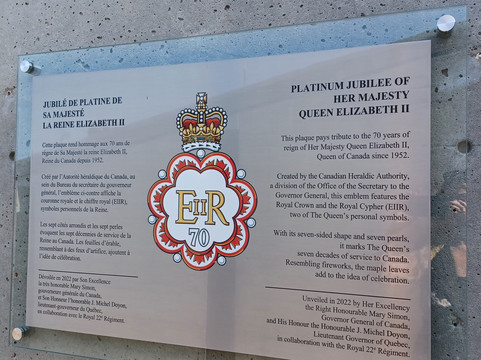 JUBILÉ DE PLATINE DE
SA MAJESTÉ
LA REINE ELIZABETH II
Cette plaque rend hommage aux 70 ans de
règne de Sa Majesté la reine Elizabeth II,
Reine du Canada depuis 1952.
Créé par l'Autorité héraldique du Canada, au
sein du Bureau du secrétaire du gouverneur
général, l'emblème ci-contre affiche la
couronne royale et le chiffre royal (EIIR),
symboles personnels de la Reine.
Les sept côtés arrondis et les sept perles
évoquent les sept décennies de service de la
Reine au Canada. Les feuilles d'érable,
ressemblant à des feux d'artifice, ajoutent à
l'idée de célébration.
Dévoilée en 2022 par Son Excellence
la très honorable Mary Simon,
gouverneure générale du Canada,
et Son Honneur l'honorable J. Michel Doyon,
lieutenant-gouverneur du Québec,
en collaboration avec le Royal 22e Régiment.
EIIR
70
PLATINUM JUBILEE OF
HER MAJESTY
QUEEN ELIZABETH II
This plaque pays tribute to the 70 years of
reign of Her Majesty Queen Elizabeth II,
Queen of Canada since 1952.
Created by the Canadian Heraldic Authority,
a division of the Office of the Secretary to the
Governor General, this emblem features the
Royal Crown and the Royal Cypher (EIIR),
two of The Queen's personal symbols.
With its seven-sided shape and seven pearls,
it marks The Queen's
seven decades of service to Canada.
Resembling fireworks, the maple leaves
add to the idea of celebration.
Unveiled in 2022 by Her Excellency
the Right Honourable Mary Simon,
Governor General of Canada,
and His Honour the Honourable J. Michel Doyon,
Lieutenant Governor of Quebec,
in collaboration with the Royal 22e Régiment.